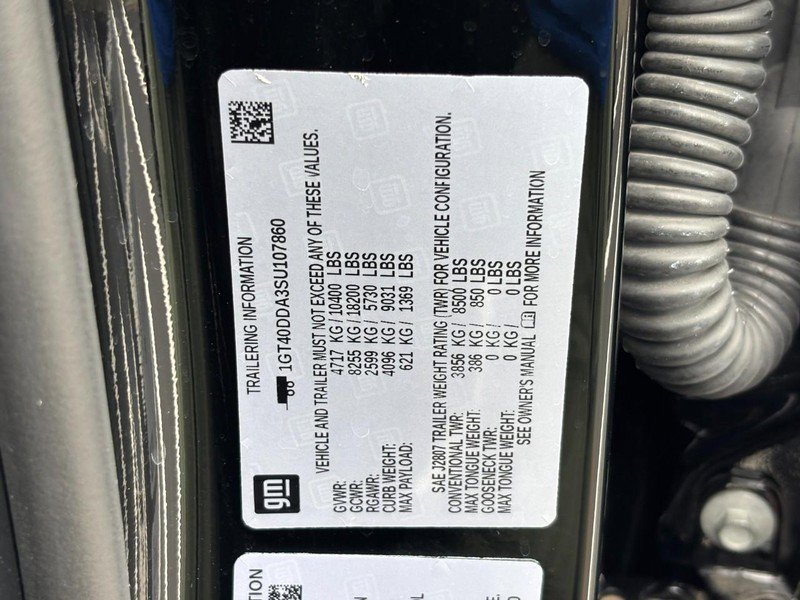 gm
TRAILERING INFORMATION
1GT40DDA3SU107860
VEHICLE AND TRAILER MUST NOT EXCEED ANY OF THESE VALUES.
GVWR: 4717 KG / 10400 LBS
GCWR: 8255 KG / 18200 LBS
RGAWR: 2599 KG / 5730 LBS
CURB WEIGHT: 4096 KG / 9031 LBS
MAX PAYLOAD: 621 KG / 1369 LBS
SAE J2807 TRAILER WEIGHT RATING (TWR) FOR VEHICLE CONFIGURATION.
CONVENTIONAL TWR: 3856 KG / 8500 LBS
MAX TONGUE WEIGHT: 386 KG / 850 LBS
GOOSENECK TWR: 0 KG / 0 LBS
MAX TONGUE WEIGHT: 0 KG / 0 LBS
SEE OWNER'S MANUAL FOR MORE INFORMATION